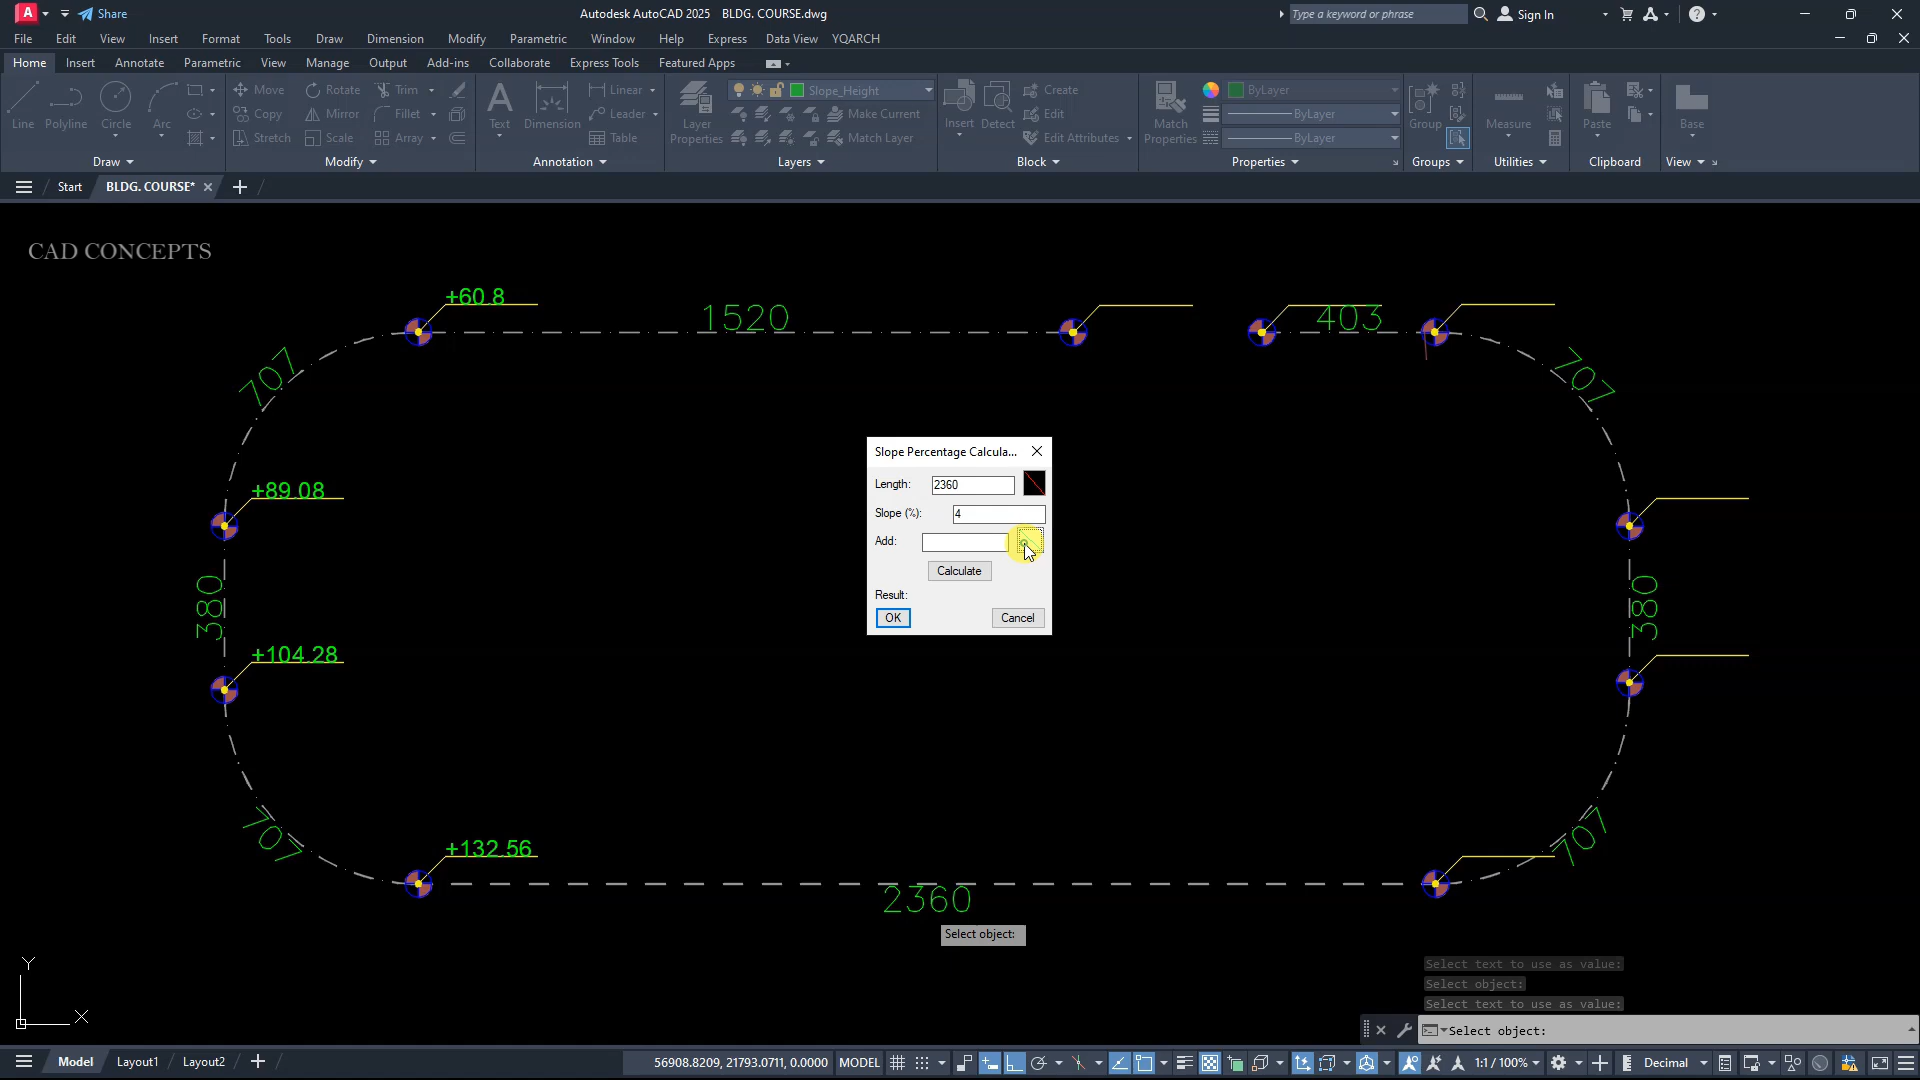 Share
Autodesk AutoCAD 2025 BLDG. COURSE.dwg
Type a keyword or phrase
Sign In
File Edit View Insert Format Tools Draw Dimension Modify Parametric Window Help Express Data View YQARCH
Home Insert Annotate Parametric View Manage Output Add-ins Collaborate Express Tools Featured Apps
Line Polyline Circle Arc
Move Rotate Trim
Copy Mirror Fillet
Stretch Scale Array
Text Dimension
Linear
Leader
Table
Layer Properties
Slope_Height
Make Current
Match Layer
Insert Detect
Create
Edit
Edit Attributes
Match Properties
ByLayer
ByLayer
ByLayer
Group Measure Paste Base
Draw Modify Annotation Layers Block Properties Groups Utilities Clipboard View
Start BLDG. COURSE*
CAD CONCEPTS
+60.8
1520
403
707
707
+89.08
380
380
+104.28
707
707
+132.56
2360
Slope Percentage Calcula...
Length: 2360
Slope (%): 4
Add:
Calculate
Result:
OK Cancel
Select object:
Y
X
Select text to use as value:
Select object:
Select text to use as value:
Select object:
Model Layout1 Layout2
56908.8209, 21793.0711, 0.0000 MODEL 1:1 / 100% Decimal